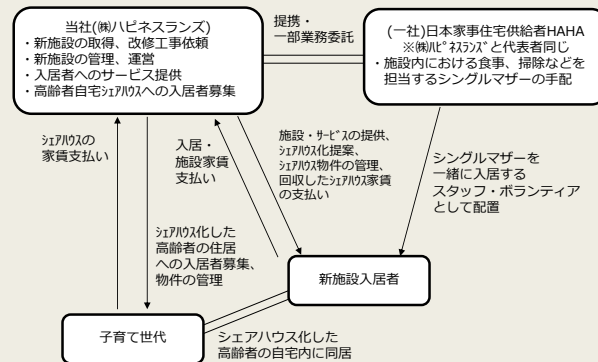 当社(㈱ハピネスランズ)
・新施設の取得、改修工事依頼
・新施設の管理、運営
・入居者へのサービス提供
・高齢者自宅ｼｪｱﾊｳｽへの入居者募集
提携・
一部業務委託
(一社)日本家事住宅供給者HAHA
※㈱ﾊﾋﾟﾈｽﾗﾝｽﾞと代表者同じ
・施設内における食事、掃除などを
担当するシングルマザーの手配
ｼｪｱﾊｳｽの
家賃支払い
入居・
施設家賃
支払い
施設・サービスの提供、
ｼｪｱﾊｳｽ化提案、
ｼｪｱﾊｳｽ物件の管理、
回収したｼｪｱﾊｳｽ家賃
の支払い
シングルマザーを
一緒に入居する
スタッフ・ボランティア
として配置
ｼｪｱﾊｳｽ化した
高齢者の住居
への入居者募集、
物件の管理
新施設入居者
子育て世代
シェアハウス化した
高齢者の自宅内に同居